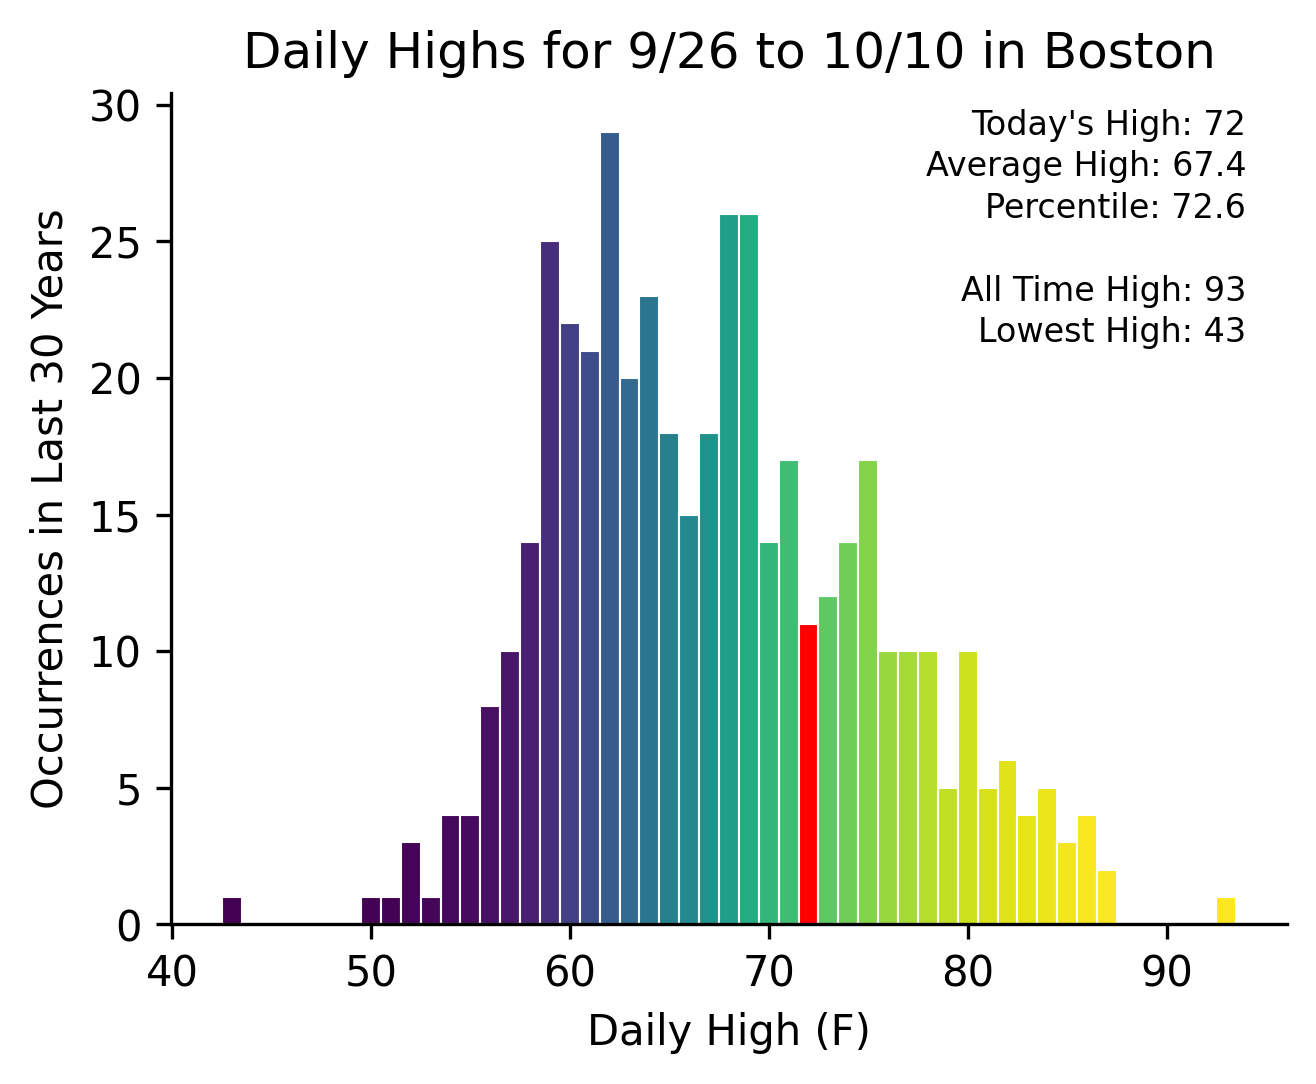 Daily Highs for 9/26 to 10/10 in Boston
Today's High: 72
Average High: 67.4
Percentile: 72.6
All Time High: 93
Lowest High: 43
Occurrences in Last 30 Years
30
25
20
15
10
5
0
40 50 60 70 80 90
Daily High (F)